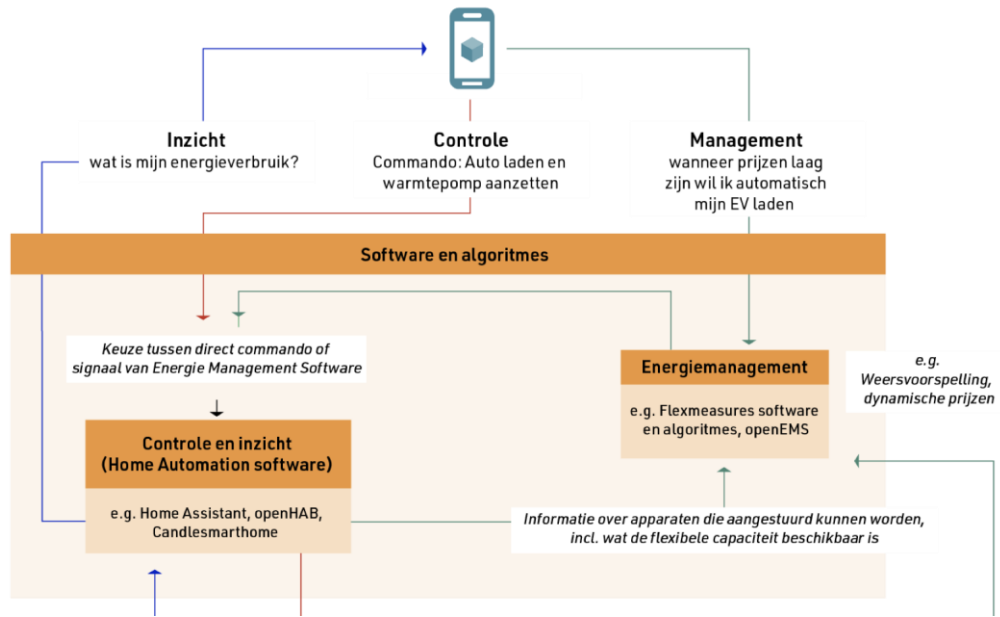 Inzicht
wat is mijn energieverbruik?
Controle
Commando: Auto laden en
warmtepomp aanzetten
Management
wanneer prijzen laag
zijn wil ik automatisch
mijn EV laden
Software en algoritmes
Keuze tussen direct commando of
signaal van Energie Management Software
Energiemanagement
e.g. Flexmeasures software
en algoritmes, openEMS
e.g.
Weersvoorspelling,
dynamische prijzen
Controle en inzicht
(Home Automation software)
e.g. Home Assistant, openHAB,
Candlesmarthome
Informatie over apparaten die aangestuurd kunnen worden,
incl. wat de flexibele capaciteit beschikbaar is